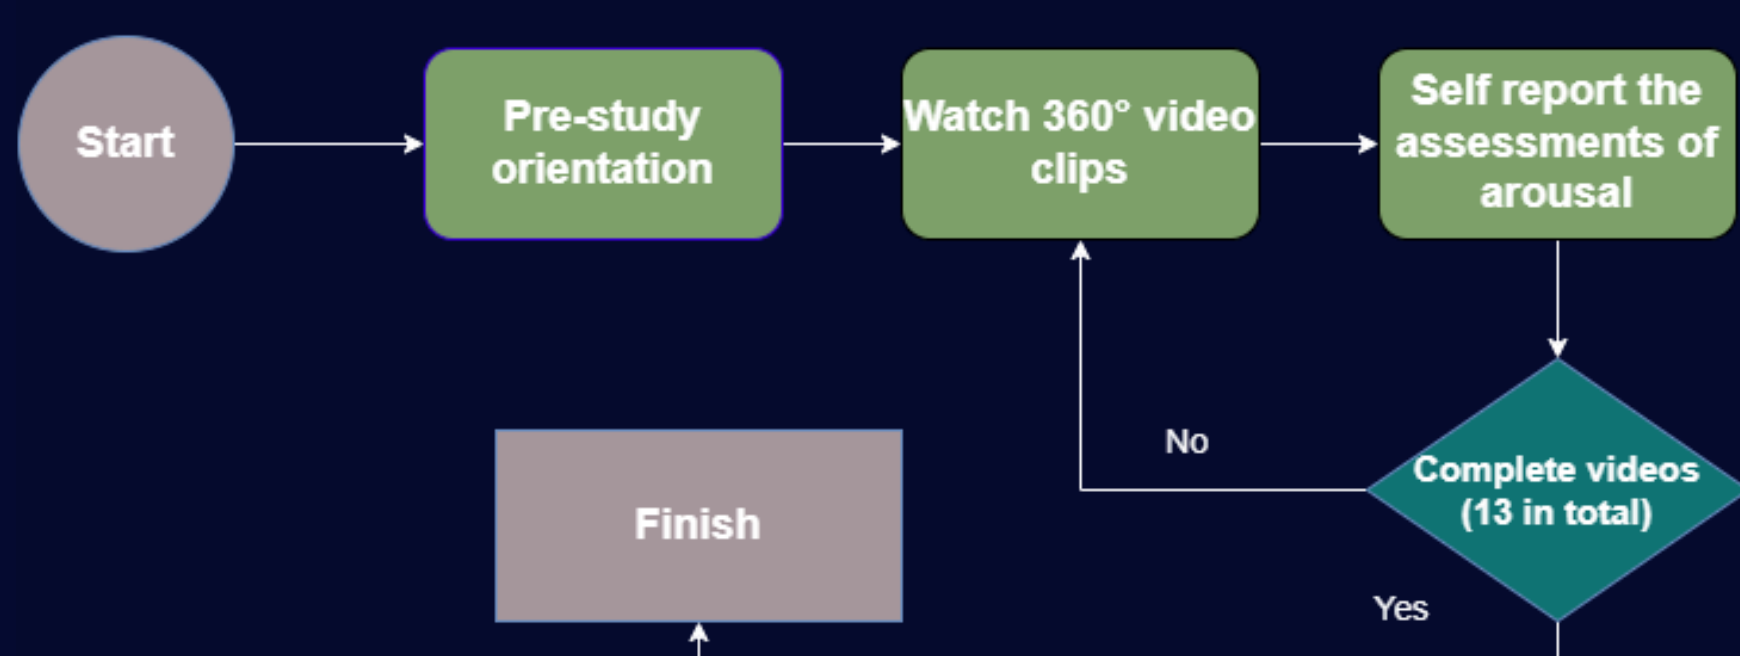 Start
Pre-study
orientation
Watch 360° video
clips
Self report the
assessments of
arousal
No
Complete videos
(13 in total)
Finish
Yes